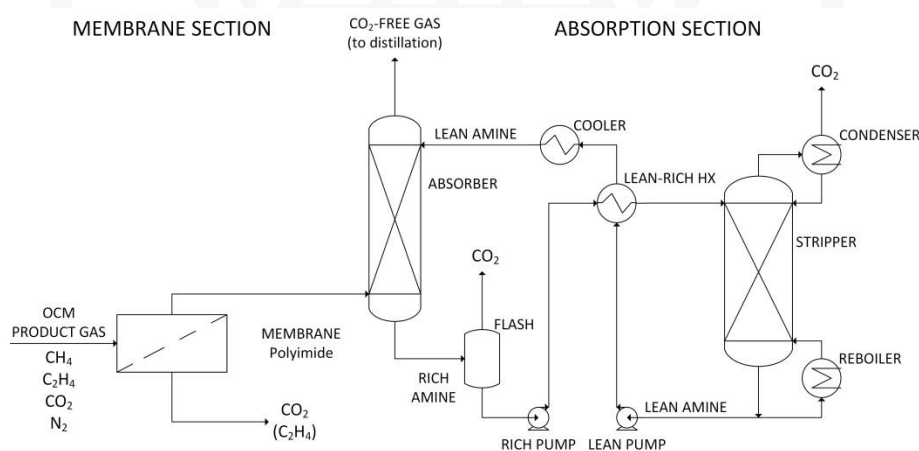 MEMBRANE SECTION
CO₂-FREE GAS
(to distillation)
ABSORPTION SECTION
CO₂
LEAN AMINE
COOLER
CONDENSER
ABSORBER
LEAN-RICH HX
STRIPPER
CO₂
OCM
PRODUCT GAS
CH₄
C₂H₄
CO₂
N₂
MEMBRANE
Polyimide
FLASH
RICH
AMINE
REBOILER
CO₂
(C₂H₄)
LEAN AMINE
RICH PUMP
LEAN PUMP